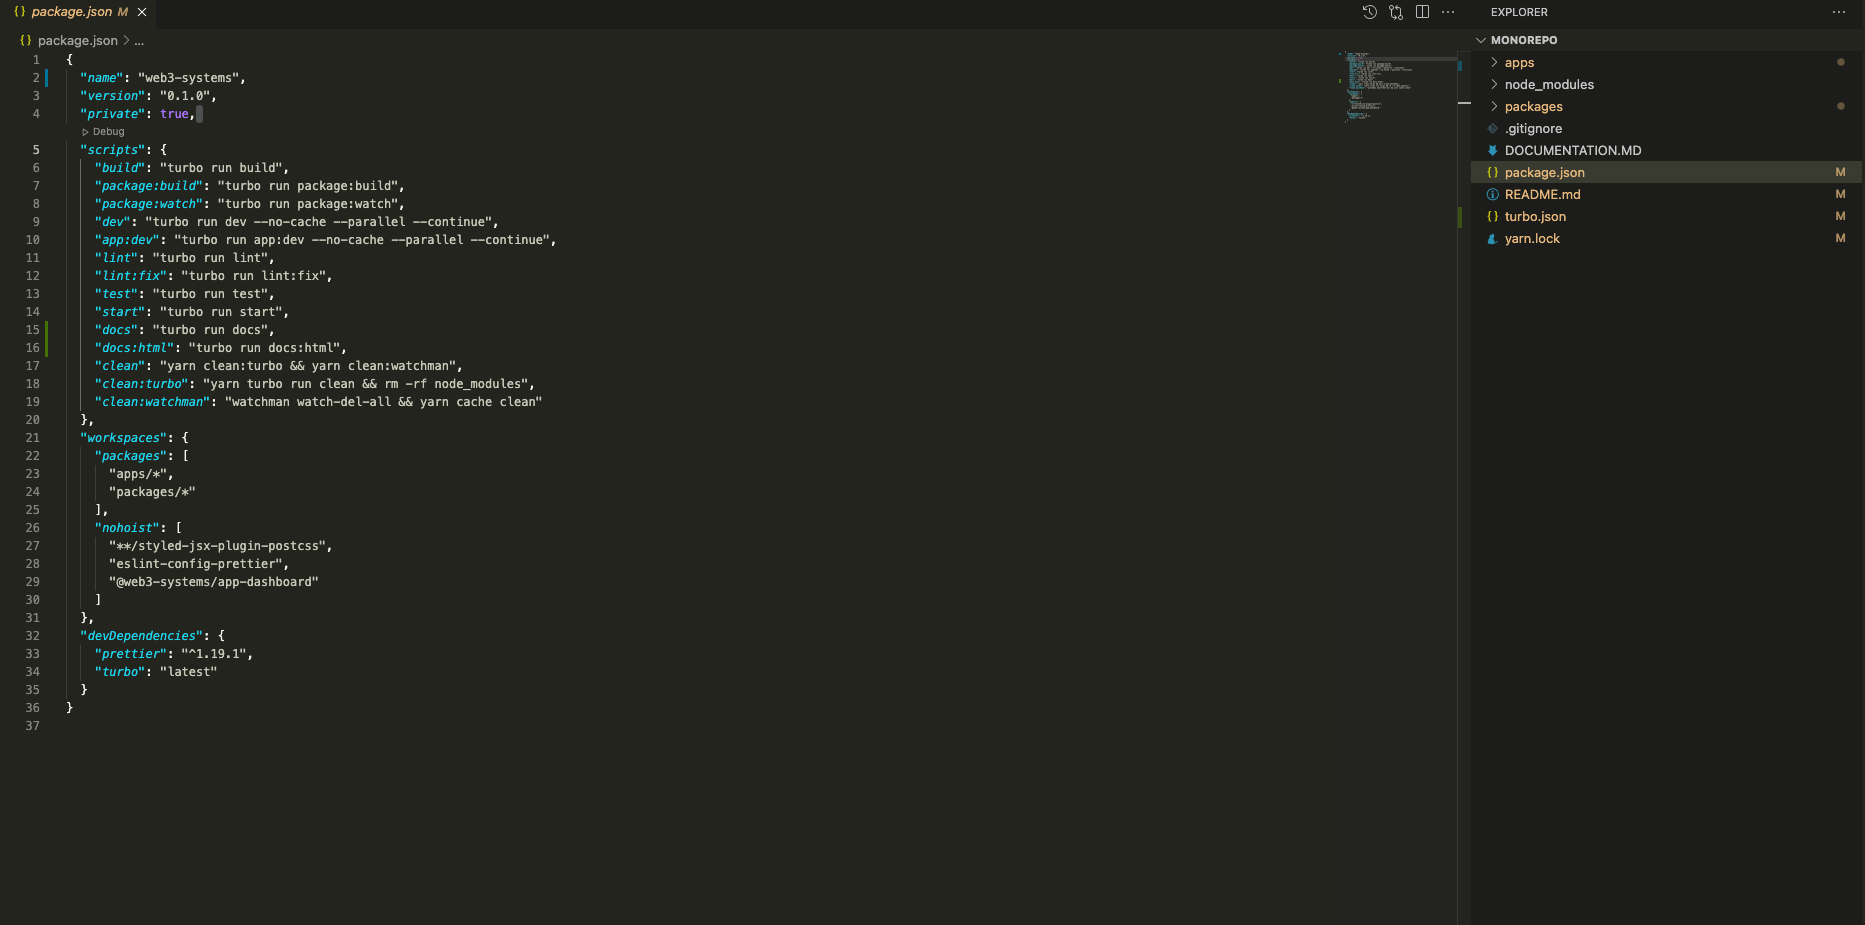 package.json M
package.json > ...
1 {
2 "name": "web3-systems",
3 "version": "0.1.0",
4 "private": true,
Debug
5 "scripts": {
6 "build": "turbo run build",
7 "package:build": "turbo run package:build",
8 "package:watch": "turbo run package:watch",
9 "dev": "turbo run dev --no-cache --parallel --continue",
10 "app:dev": "turbo run app:dev --no-cache --parallel --continue",
11 "lint": "turbo run lint",
12 "lint:fix": "turbo run lint:fix",
13 "test": "turbo run test",
14 "start": "turbo run start",
15 "docs": "turbo run docs",
16 "docs:html": "turbo run docs:html",
17 "clean": "yarn clean:turbo && yarn clean:watchman",
18 "clean:turbo": "yarn turbo run clean && rm -rf node_modules",
19 "clean:watchman": "watchman watch-del-all && yarn cache clean"
20 },
21 "workspaces": {
22 "packages": [
23 "apps/*",
24 "packages/*"
25 ],
26 "nohoist": [
27 "**/styled-jsx-plugin-postcss",
28 "eslint-config-prettier",
29 "@web3-systems/app-dashboard"
30 ]
31 },
32 "devDependencies": {
33 "prettier": "^1.19.1",
34 "turbo": "latest"
35 }
36 }
37
EXPLORER
MONOREPO
apps
node_modules
packages
.gitignore
DOCUMENTATION.MD
package.json M
README.md M
turbo.json M
yarn.lock M